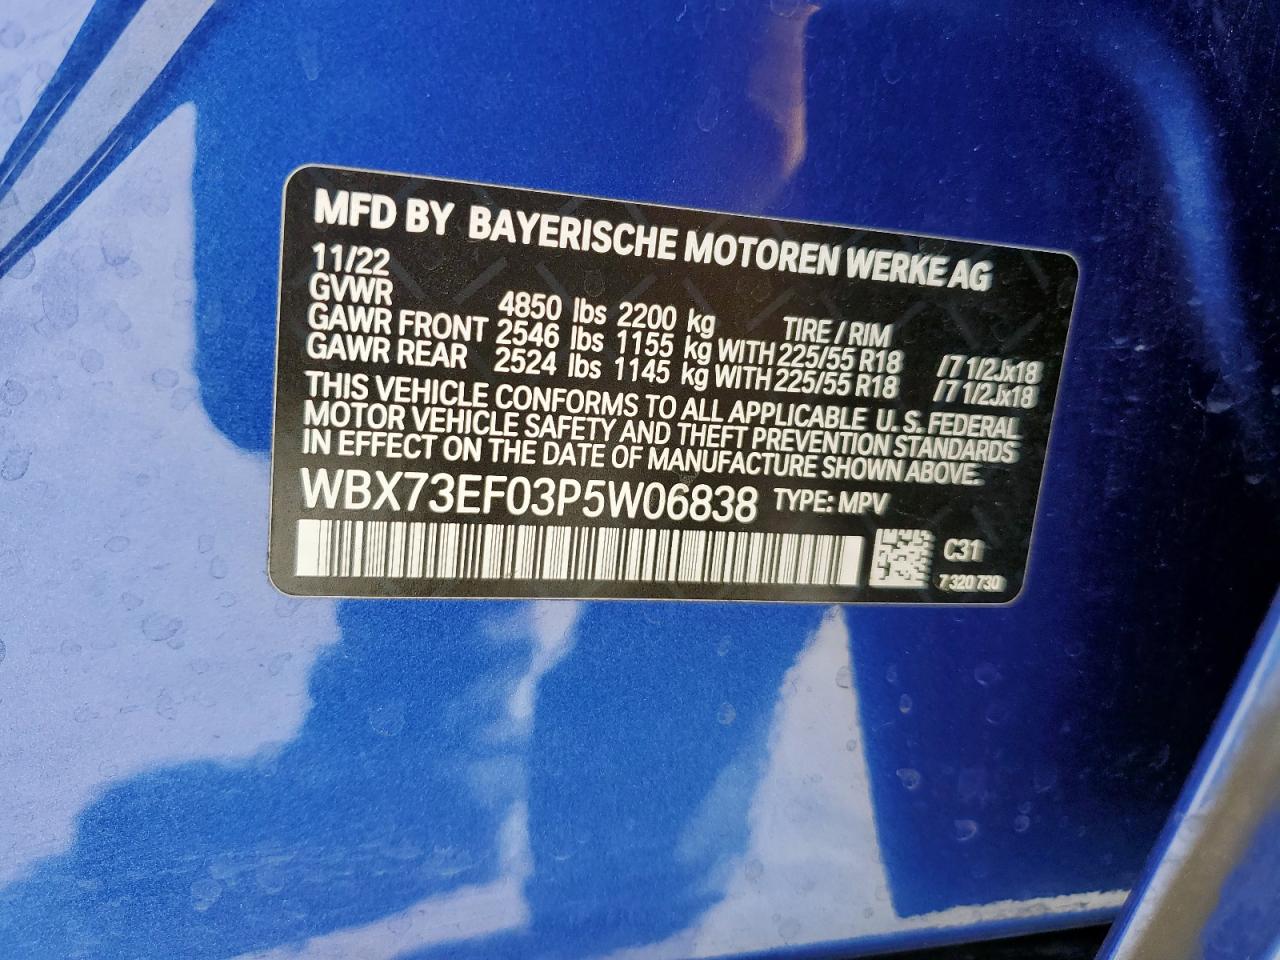 MFD BY BAYERISCHE MOTOREN WERKE AG
11/22
GVWR 4850 lbs 2200 kg TIRE / RIM
GAWR FRONT 2546 lbs 1155 kg WITH 225/55 R18 /7 1/2Jx18
GAWR REAR 2524 lbs 1145 kg WITH 225/55 R18 /7 1/2Jx18
THIS VEHICLE CONFORMS TO ALL APPLICABLE U.S. FEDERAL
MOTOR VEHICLE SAFETY AND THEFT PREVENTION STANDARDS
IN EFFECT ON THE DATE OF MANUFACTURE SHOWN ABOVE.
WBX73EF03P5W06838 TYPE: MPV
C31
7 320 730